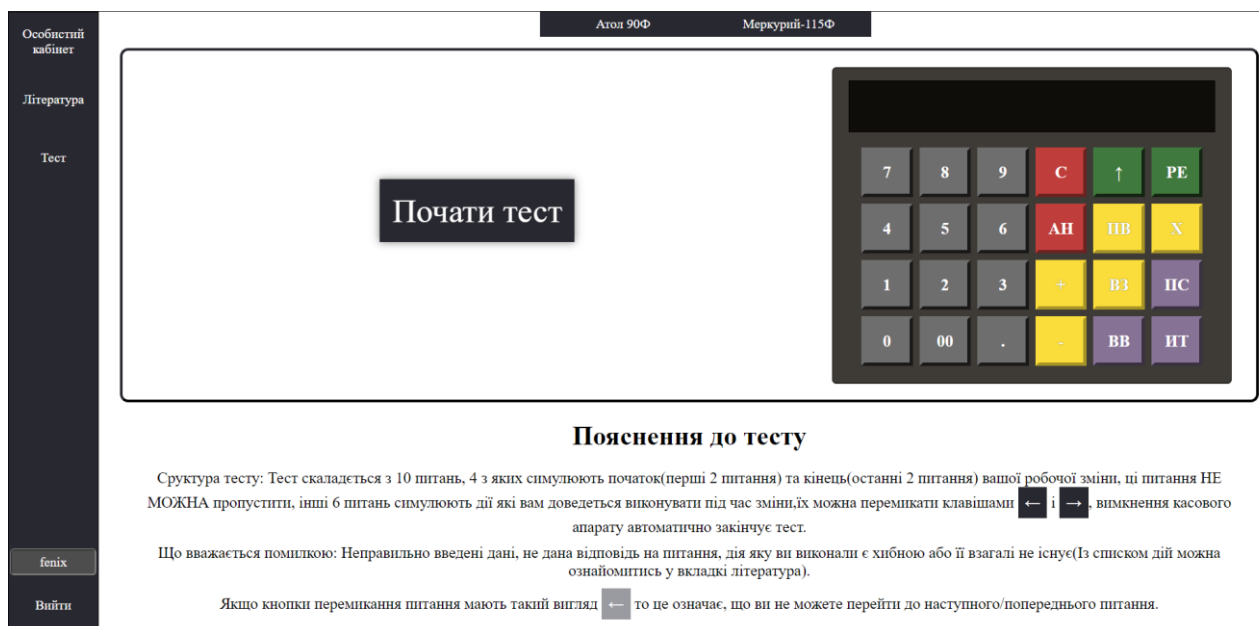 Особистий
кабінет
Література
Тест
fenix
Вийти
Атол 90Ф Меркурий-115Ф
Почати тест
7 8 9 С ↑ РЕ
4 5 6 АН ПВ Х
1 2 3 + ВЗ ПС
0 00 . - ВВ ИТ
Пояснення до тесту
Сруктура тесту: Тест скаладється з 10 питань, 4 з яких симулюють початок(перші 2 питання) та кінець(останні 2 питання) вашої робочої зміни, ці питання НЕ
МОЖНА пропустити, інші 6 питань симулюють дії які вам доведеться виконувати під час зміни,їх можна перемикати клавішами ← і →, вимкнення касового
апарату автоматично закінчує тест.
Що вважається помилкою: Неправильно введені дані, не дана відповідь на питання, дія яку ви виконали є хибною або її взагалі не існує(Із списком дій можна
ознайомитись у вкладкі література).
Якщо кнопки перемикання питання мають такий вигляд ← то це означає, що ви не можете перейти до наступного/попереднього питання.